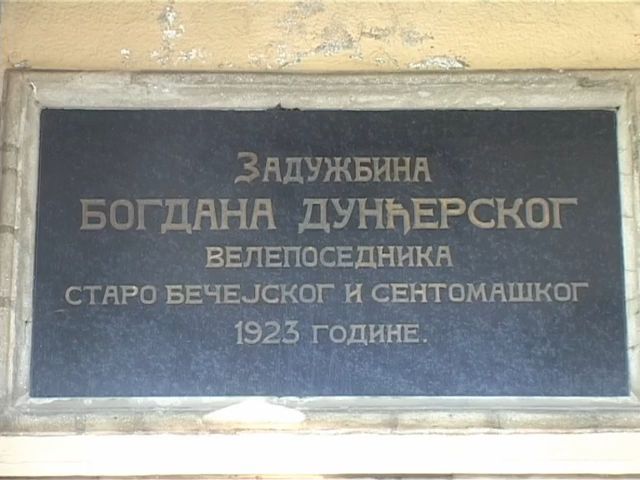 ЗАДУЖБИНА
БОГДАНА ДУНЂЕРСКОГ
ВЕЛЕПОСЕДНИКА
СТАРО БЕЧЕЈСКОГ И СЕНТОМАШКОГ
1923 ГОДИНЕ.